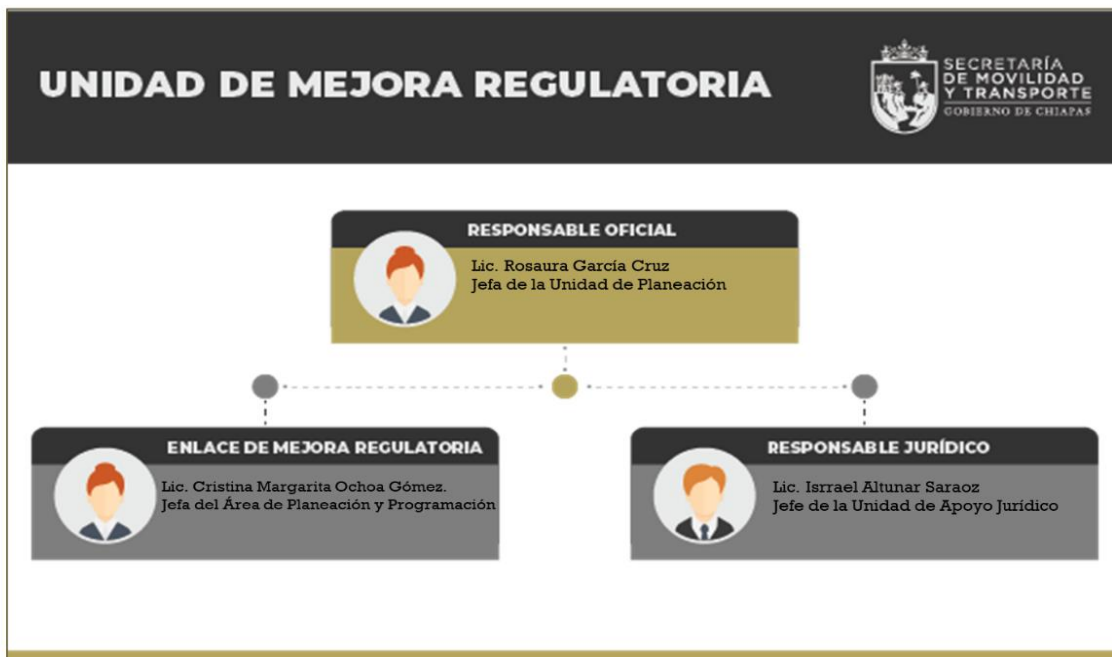 UNIDAD DE MEJORA REGULATORIA
SECRETARÍA
DE MOVILIDAD
Y TRANSPORTE
GOBIERNO DE CHIAPAS
RESPONSABLE OFICIAL
Lic. Rosaura García Cruz
Jefa de la Unidad de Planeación
ENLACE DE MEJORA REGULATORIA
Lic. Cristina Margarita Ochoa Gómez.
Jefa del Área de Planeación y Programación
RESPONSABLE JURÍDICO
Lic. Isrrael Altunar Saraoz
Jefe de la Unidad de Apoyo Jurídico